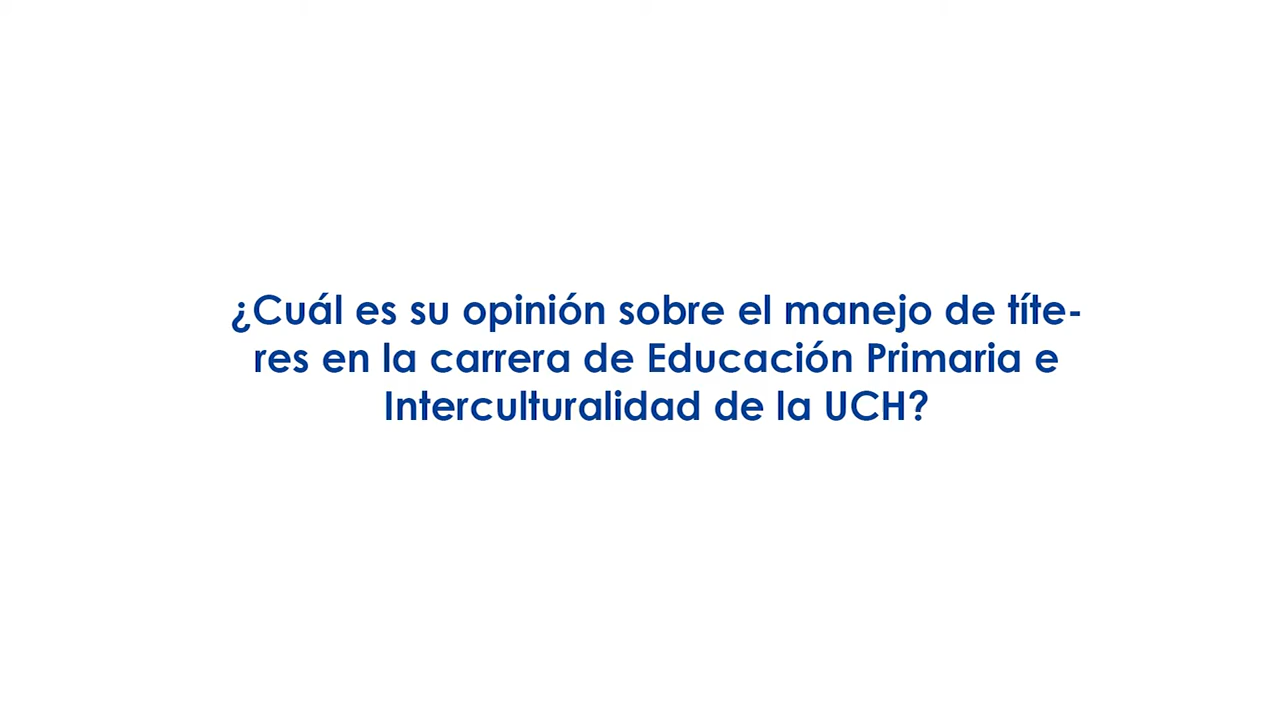 ¿Cuál es su opinión sobre el manejo de títe-
res en la carrera de Educación Primaria e
Interculturalidad de la UCH?